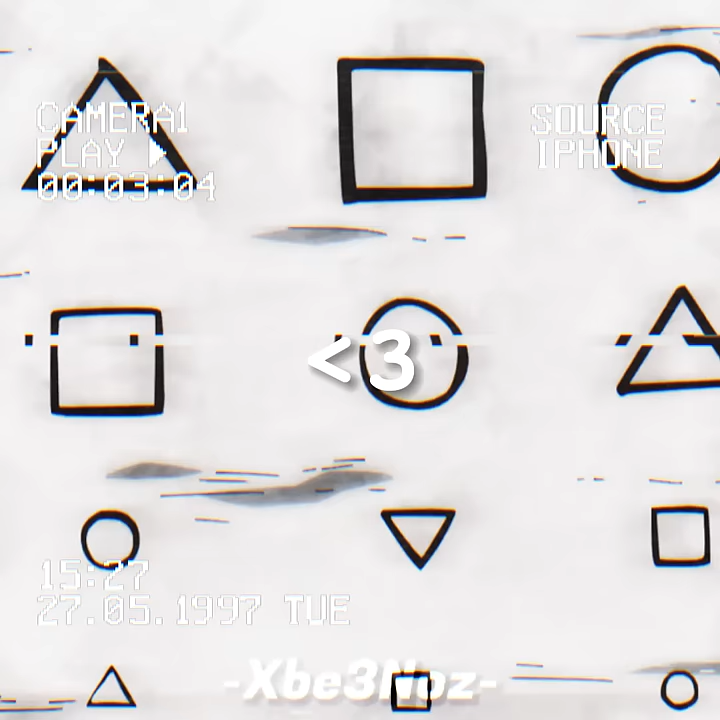 CAMERA1
PLAY
00:03:04
SOURCE
IPHONE
<3
15:27
27.05.1997 TUE
-Xbe3Noz-